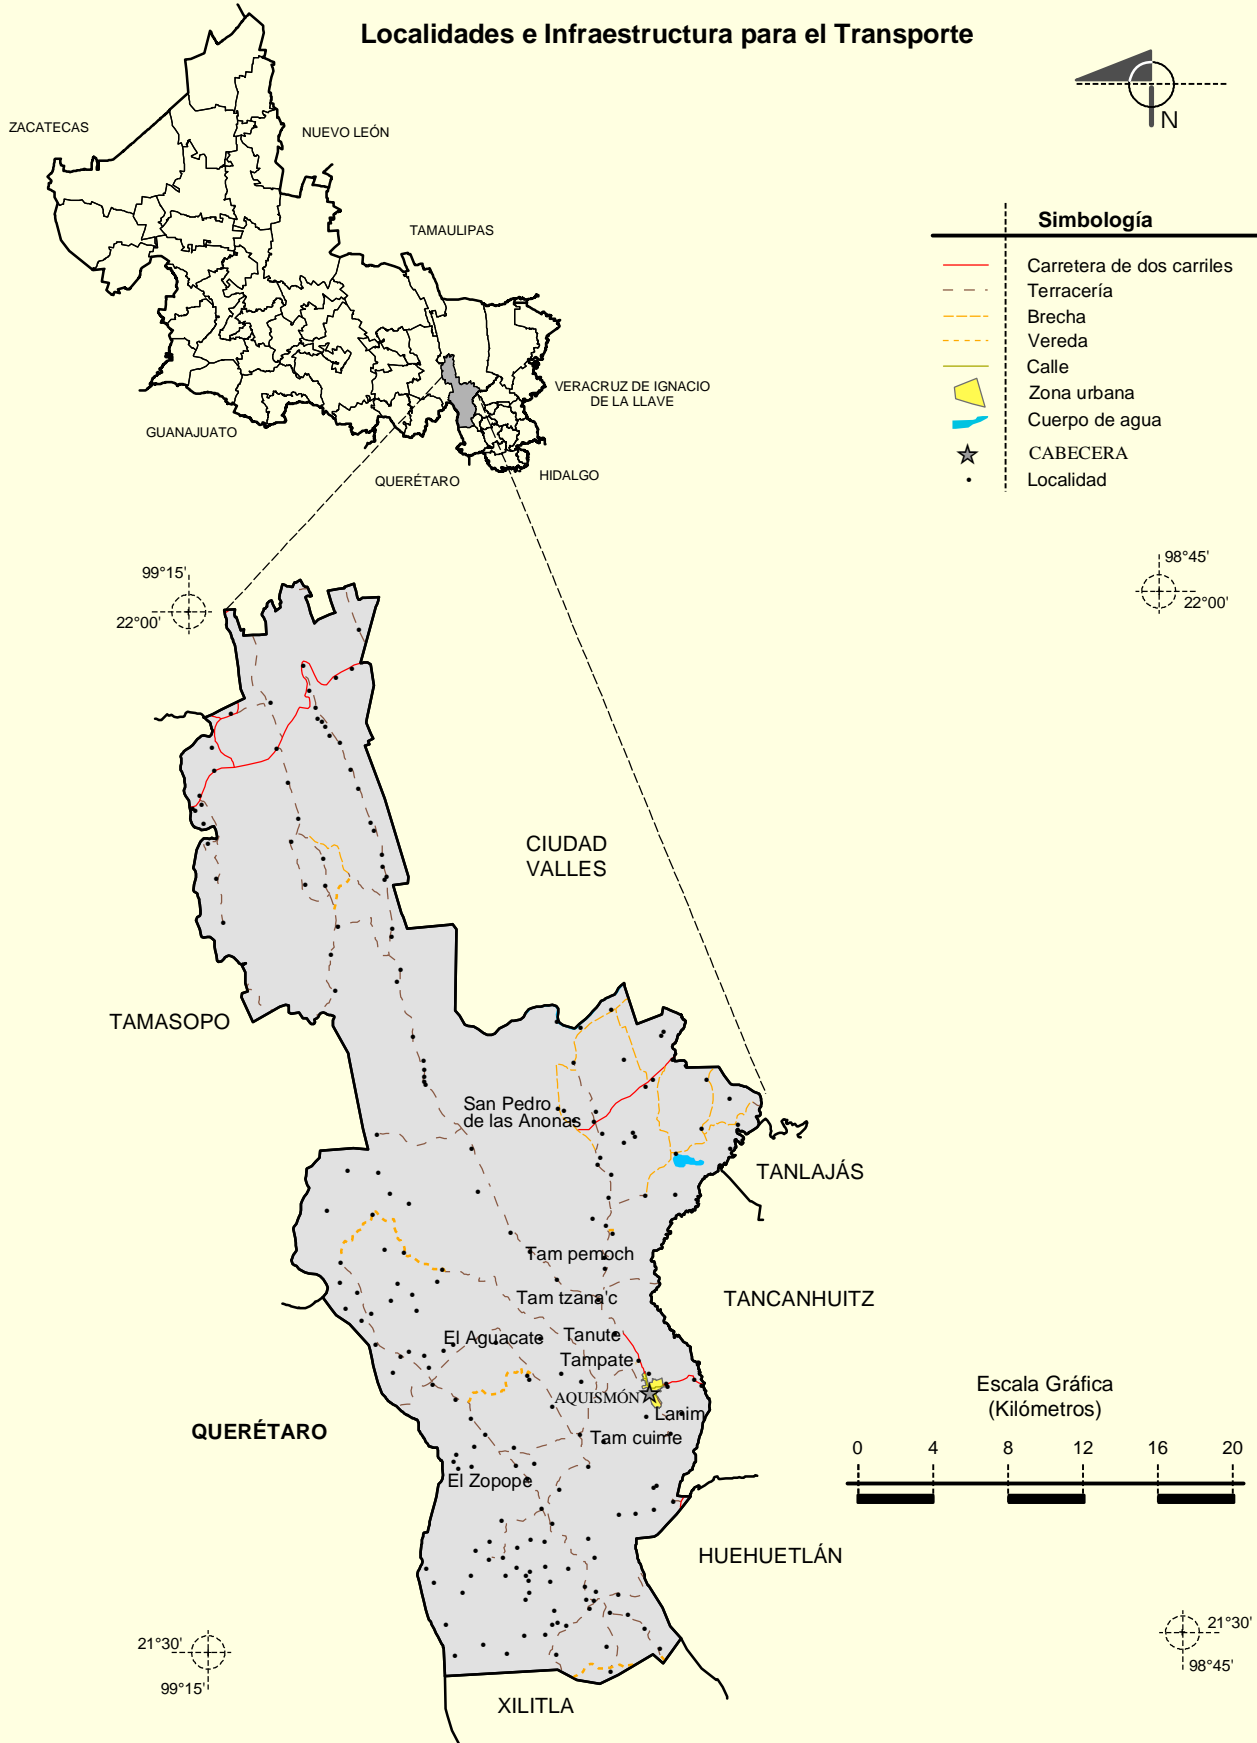 Localidades e Infraestructura para el Transporte
N
ZACATECAS
NUEVO LEÓN
TAMAULIPAS
VERACRUZ DE IGNACIO
DE LA LLAVE
GUANAJUATO
QUERÉTARO
HIDALGO
Simbología
Carretera de dos carriles
Terracería
Brecha
Vereda
Calle
Zona urbana
Cuerpo de agua
CABECERA
Localidad
99°15'
22°00'
98°45'
22°00'
CIUDAD
VALLES
TAMASOPO
San Pedro
de las Anonas
TANLAJÁS
Tam pemoch
Tam tzana'c
TANCANHUITZ
El Aguacate
Tanute
Tampate
AQUISMÓN
Lanim
Tam cuime
QUERÉTARO
El Zopope
Escala Gráfica
(Kilómetros)
0 4 8 12 16 20
HUEHUETLÁN
XILITLA
21°30'
99°15'
21°30'
98°45'